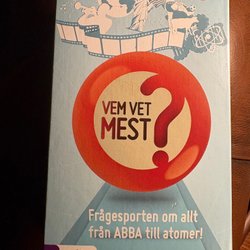 VEM VET
MEST?
Frågesporten om allt
från ABBA till atomer!